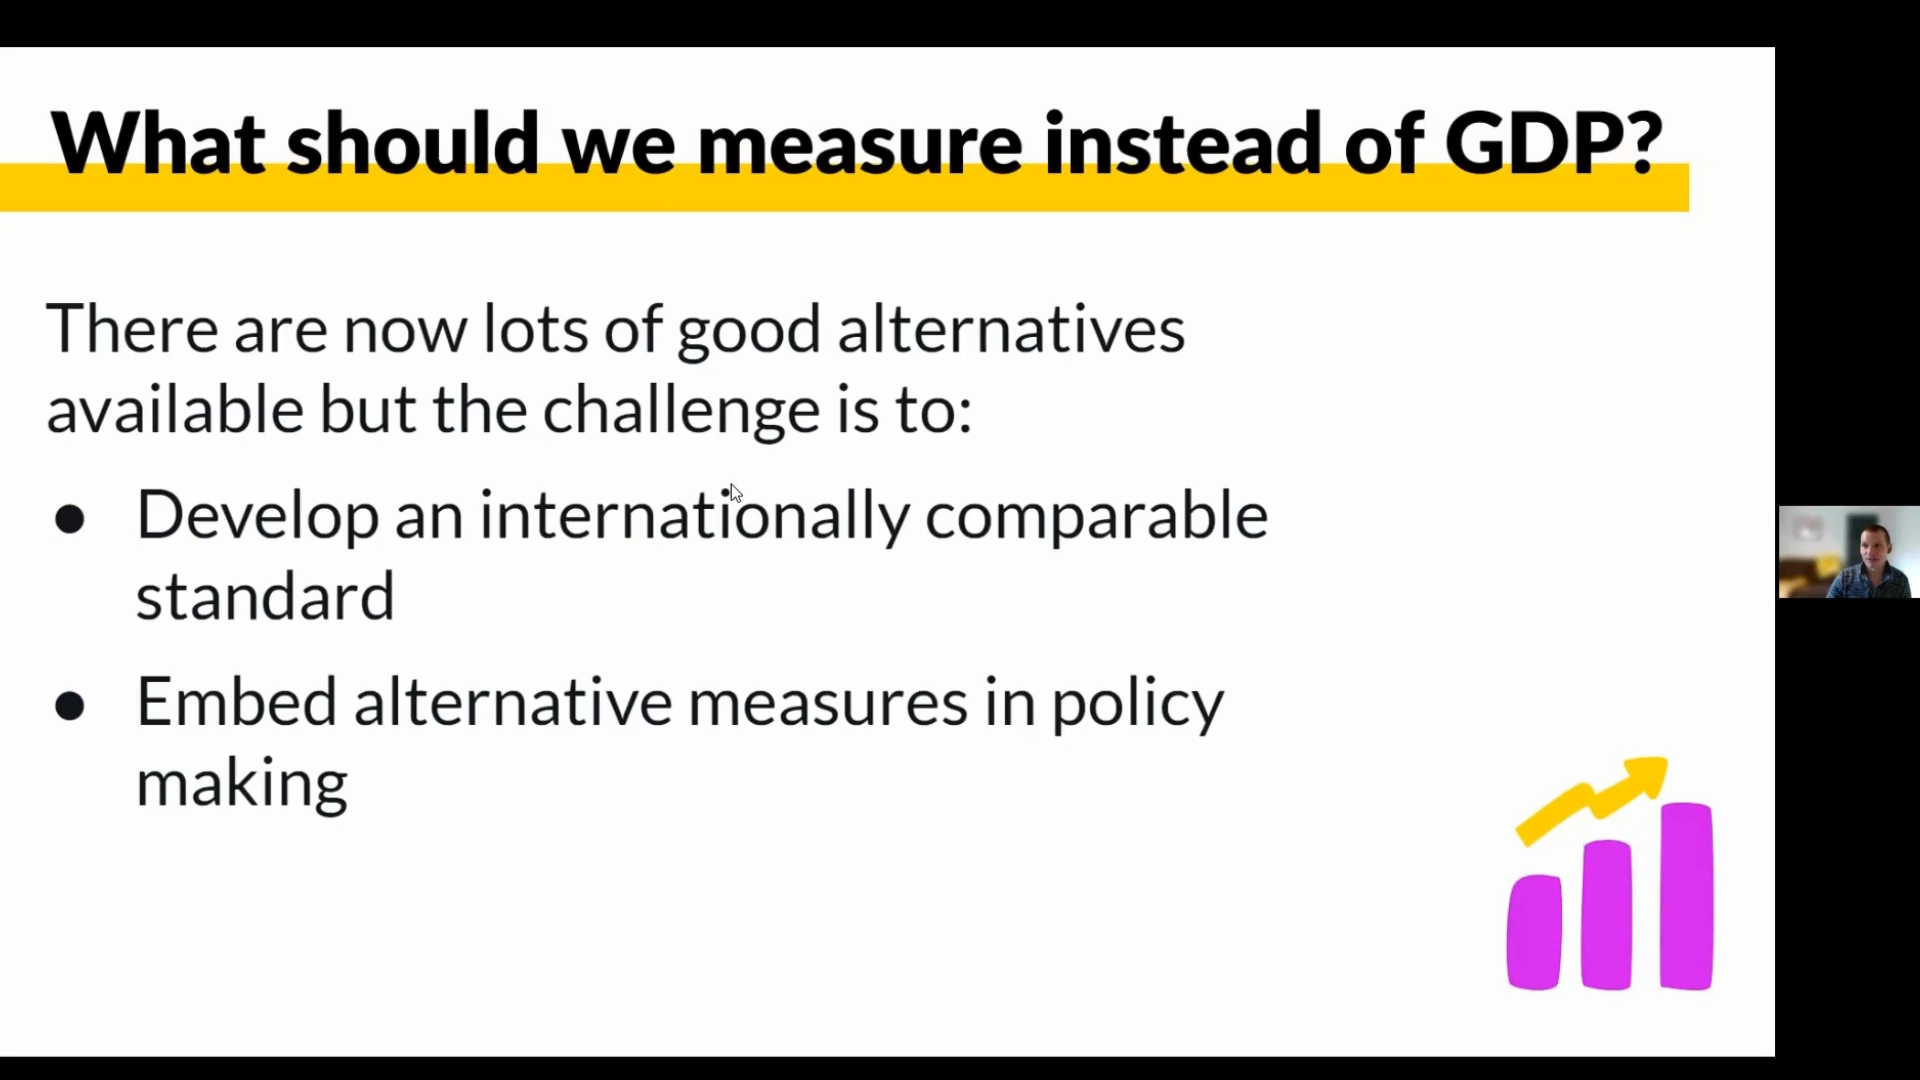 What should we measure instead of GDP?
There are now lots of good alternatives
available but the challenge is to:
● Develop an internationally comparable
standard
● Embed alternative measures in policy
making